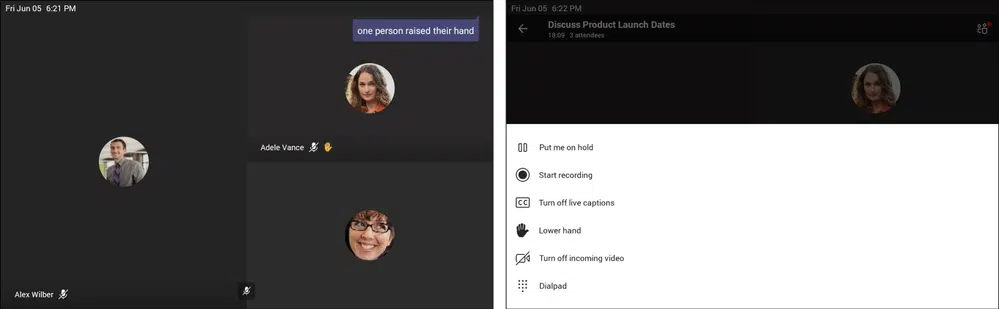 Fri Jun 05 6:21 PM
one person raised their hand
Adele Vance
Alex Wilber
Fri Jun 05 6:22 PM
Discuss Product Launch Dates
18:09 · 3 attendees
Put me on hold
Start recording
CC Turn off live captions
Lower hand
Turn off incoming video
Dialpad